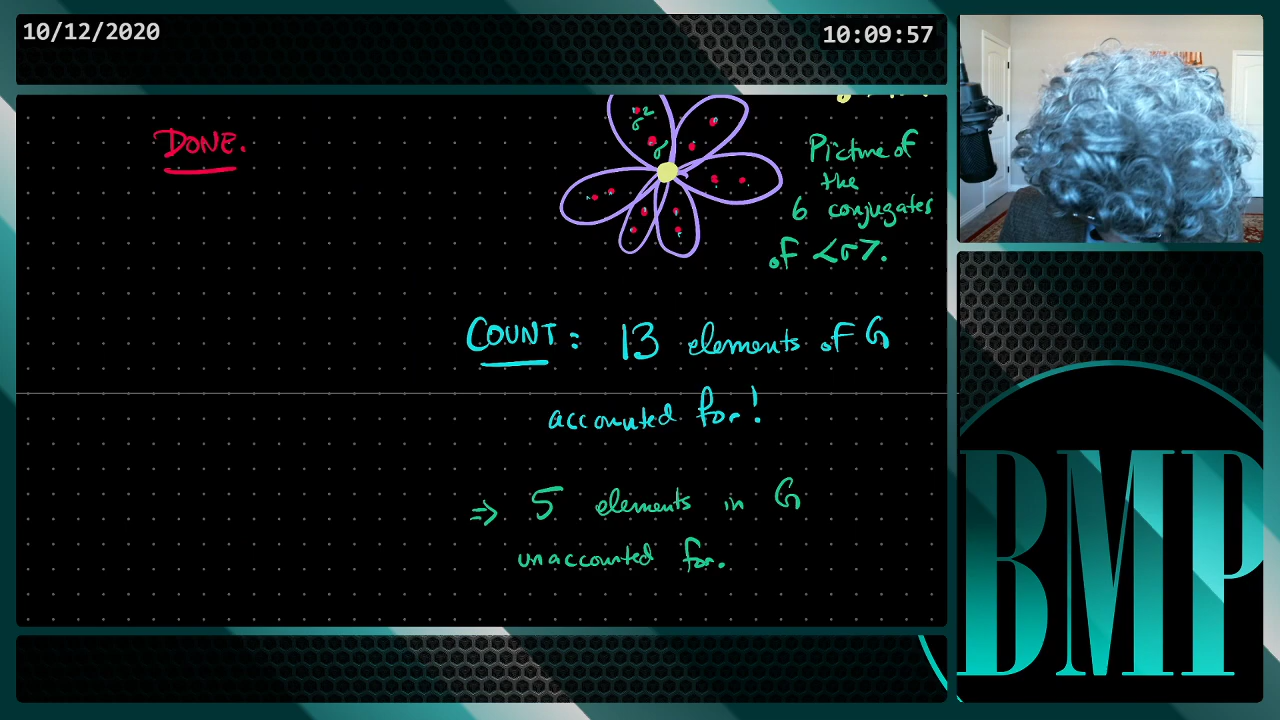 10/12/2020
10:09:57
DONE.
σ²
σ
Picture of
the
6 conjugates
of <σ>.
COUNT: 13 elements of G
accounted for!
⇒ 5 elements in G
unaccounted for.
BMP